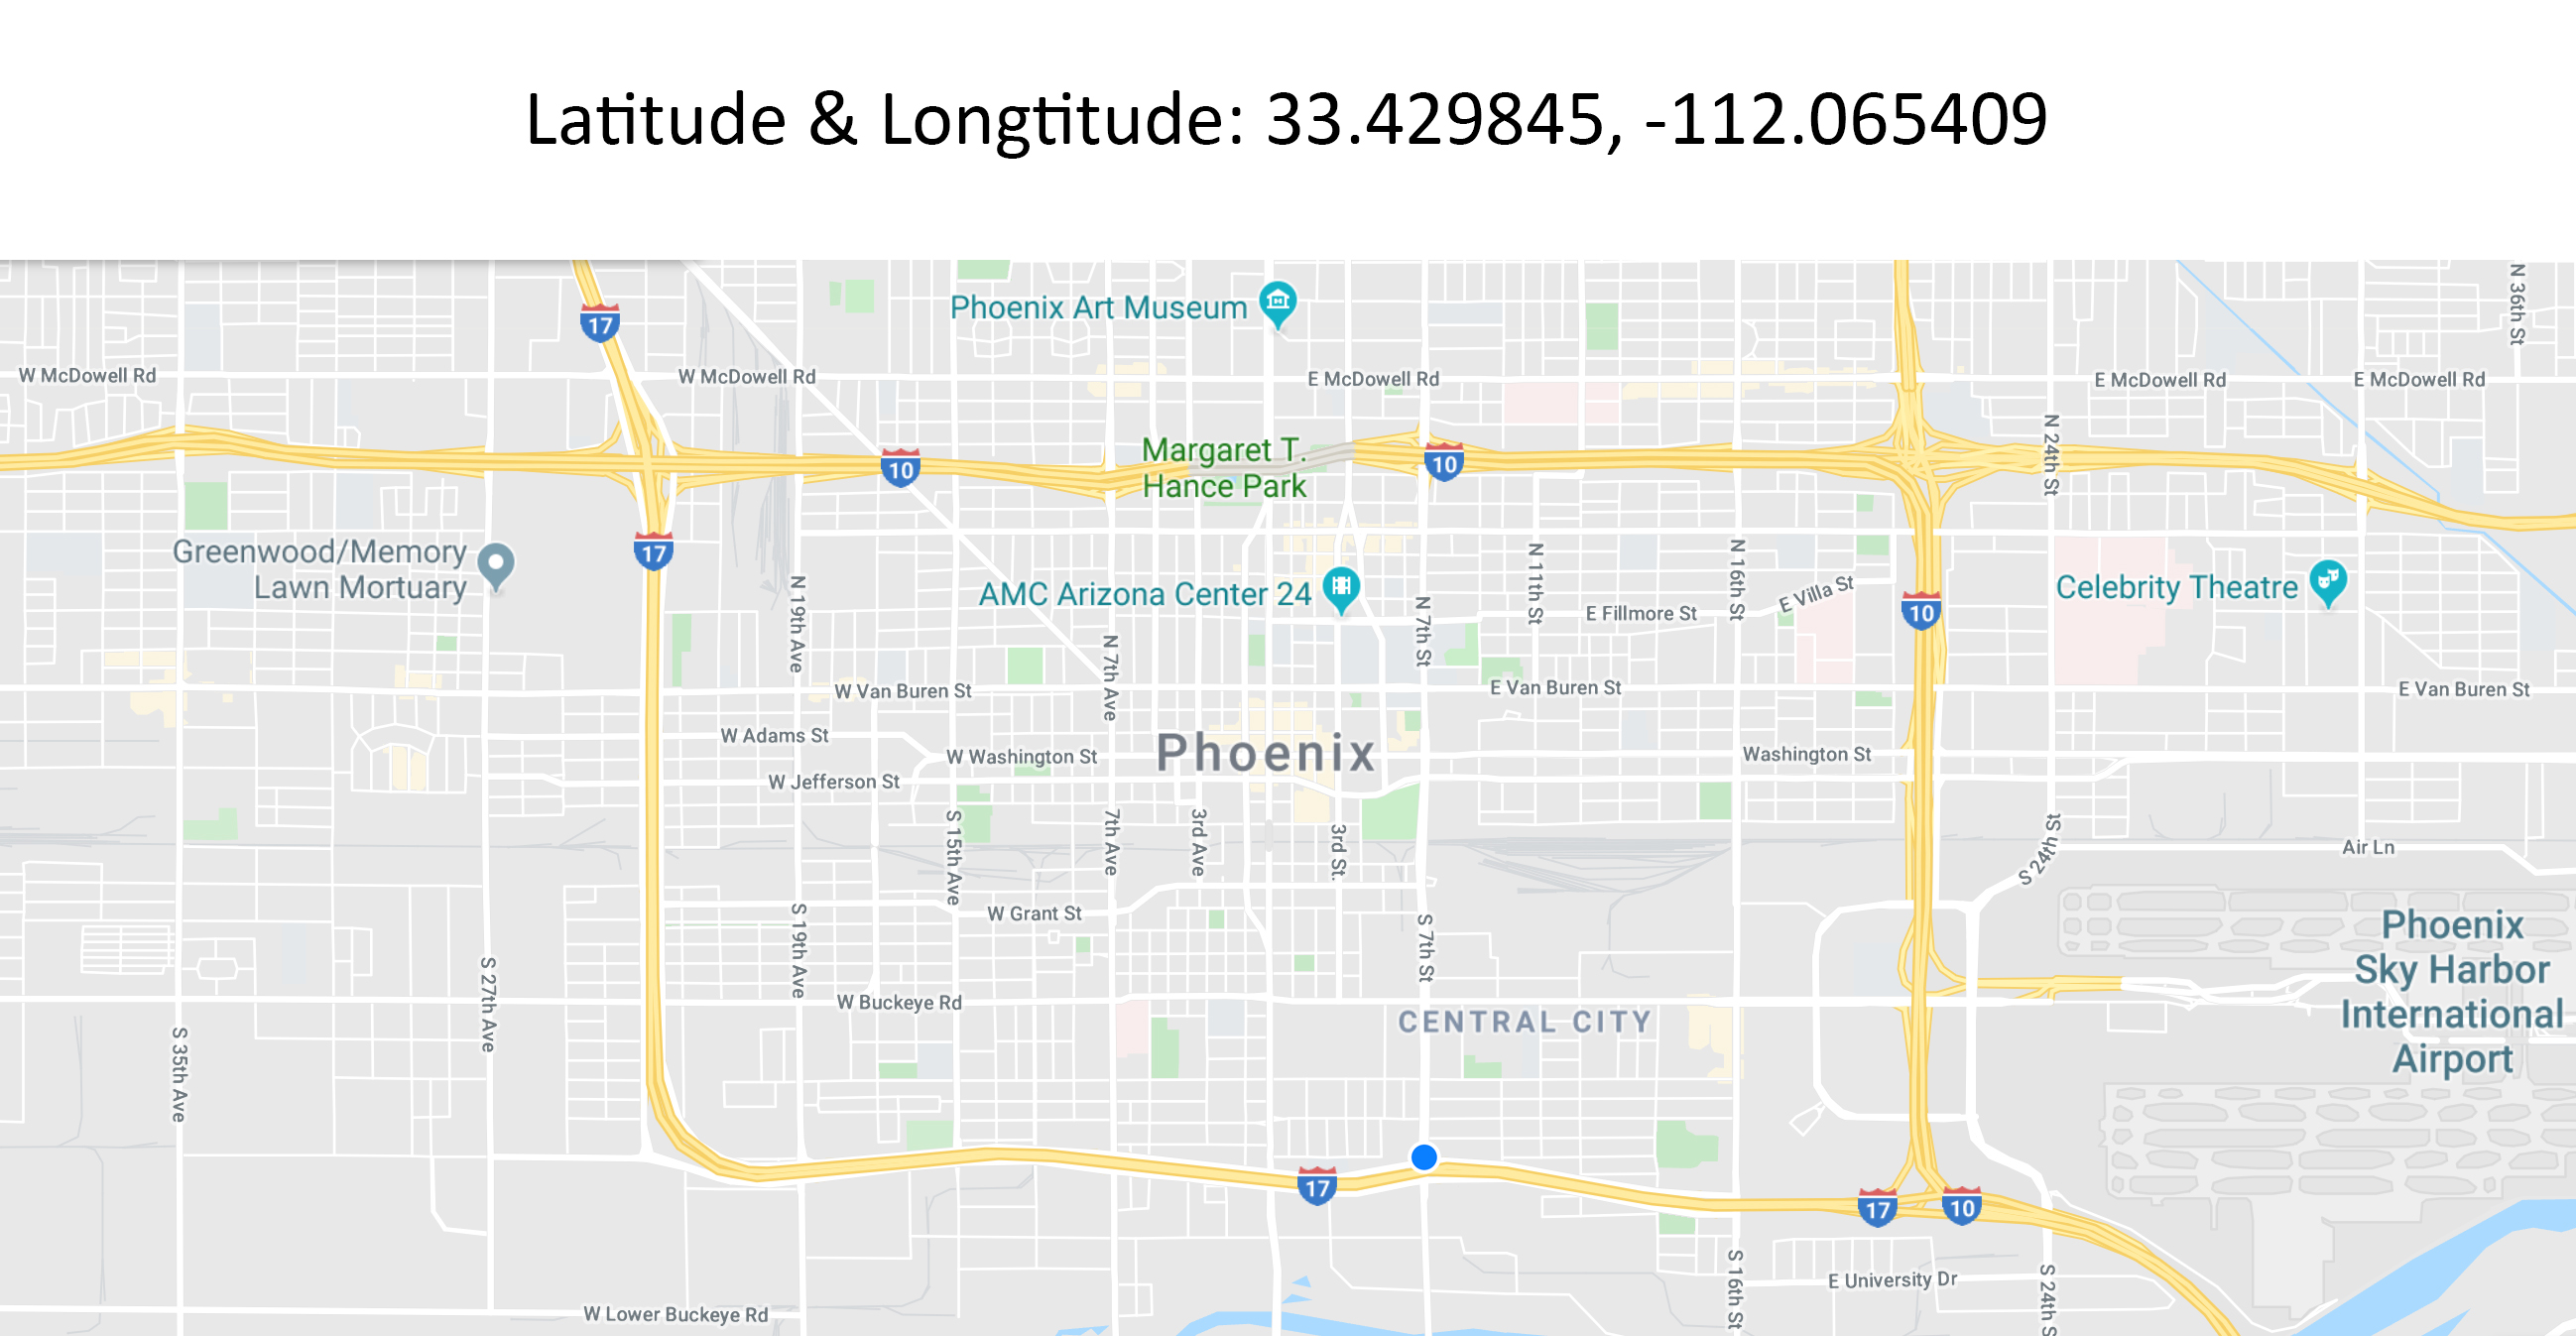 Latitude & Longtitude: 33.429845, -112.065409
N 36th St
17
Phoenix Art Museum
W McDowell Rd
W McDowell Rd
E McDowell Rd
E McDowell Rd
E McDowell Rd
Margaret T.
Hance Park
10
10
N 24th St
17
Greenwood/Memory
Lawn Mortuary
AMC Arizona Center 24
N 19th Ave
N 7th Ave
N 7th St
N 11th St
E Fillmore St
N 16th St
E Villa St
10
Celebrity Theatre
W Van Buren St
E Van Buren St
E Van Buren St
W Adams St
W Washington St
Phoenix
Washington St
W Jefferson St
S 15th Ave
7th Ave
3rd Ave
3rd St.
S 24th St
Air Ln
W Grant St
S 19th Ave
S 7th St
Phoenix
Sky Harbor
International
Airport
S 27th Ave
W Buckeye Rd
CENTRAL CITY
S 35th Ave
17
17
10
S 16th St
E University Dr
S 24th S
W Lower Buckeye Rd